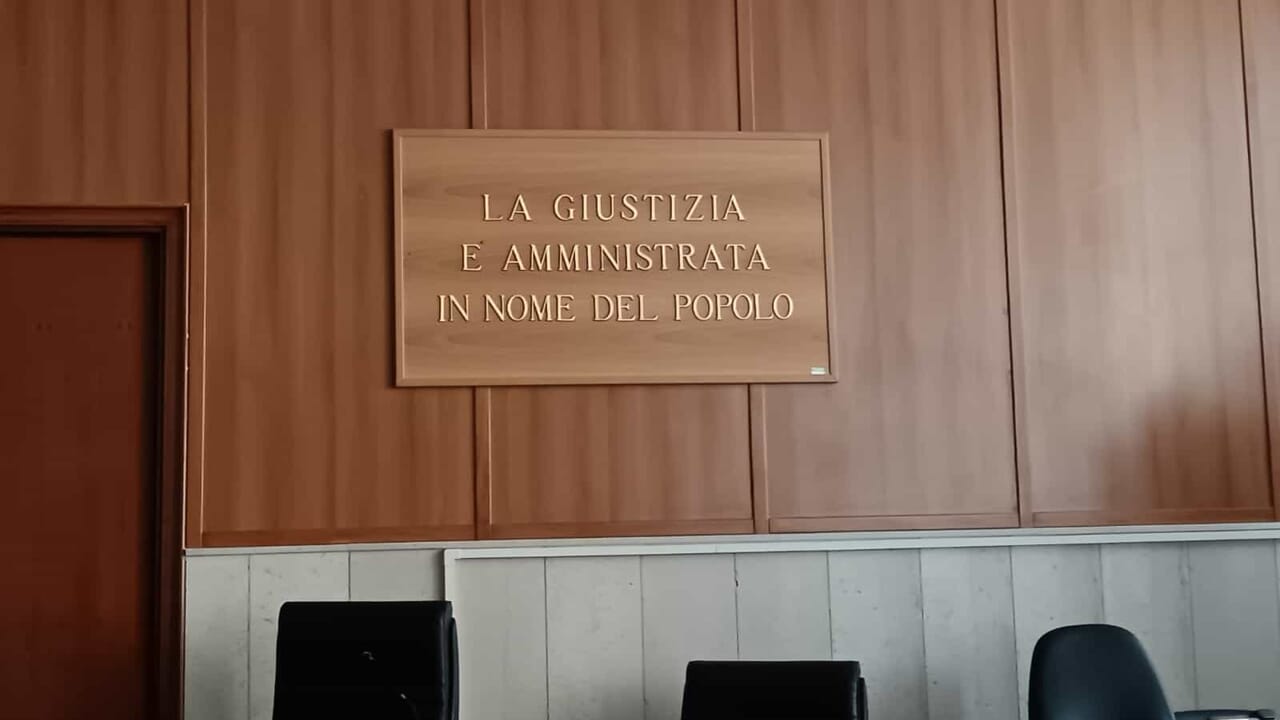 LA GIUSTIZIA
E' AMMINISTRATA
IN NOME DEL POPOLO